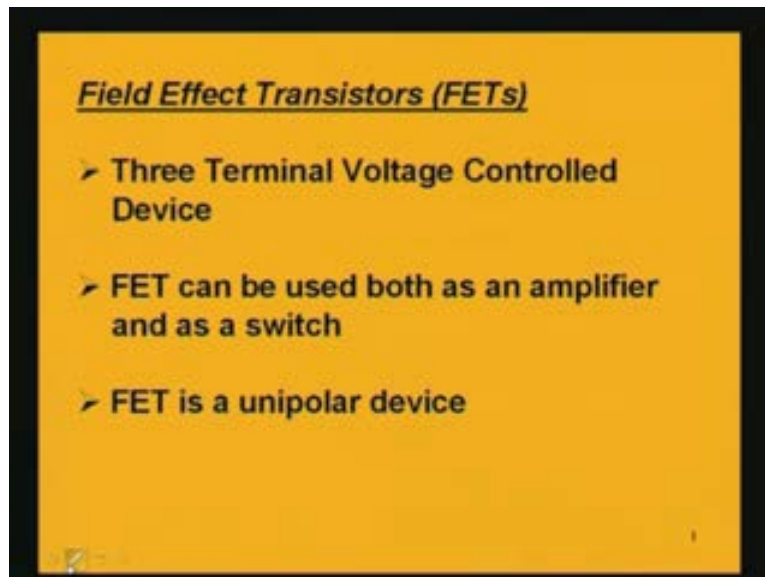 Field Effect Transistors (FETs)
➢ Three Terminal Voltage Controlled
Device
➢ FET can be used both as an amplifier
and as a switch
➢ FET is a unipolar device
1